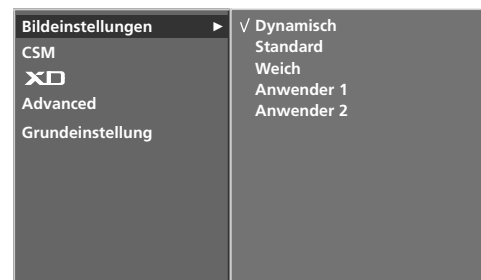 Bildeinstellungen ►
CSM
XD
Advanced
Grundeinstellung
√ Dynamisch
Standard
Weich
Anwender 1
Anwender 2